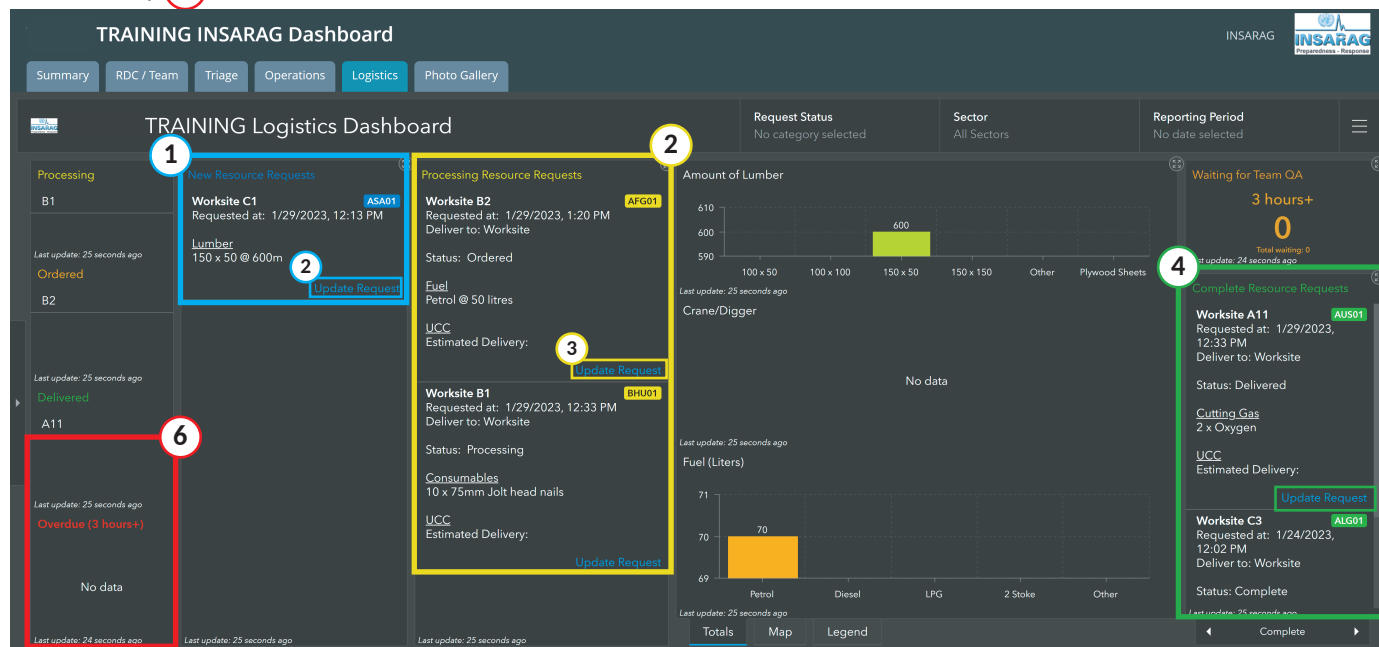 TRAINING INSARAG Dashboard
INSARAG
INSARAG
Preparedness - Response
Summary
RDC / Team
Triage
Operations
Logistics
Photo Gallery
INSARAG
TRAINING Logistics Dashboard
Request Status
No category selected
Sector
All Sectors
Reporting Period
No date selected
Processing
B1
Last update: 25 seconds ago
Ordered
B2
Last update: 25 seconds ago
Delivered
A11
6
Last update: 25 seconds ago
Overdue (3 hours+)
No data
Last update: 24 seconds ago
1
New Resource Requests
Worksite C1
ASA01
Requested at: 1/29/2023, 12:13 PM
Lumber
150 x 50 @ 600m
2
Update Request
Last update: 25 seconds ago
2
Processing Resource Requests
Worksite B2
AFG01
Requested at: 1/29/2023, 1:20 PM
Deliver to: Worksite
Status: Ordered
Fuel
Petrol @ 50 litres
UCC
Estimated Delivery:
3
Update Request
Worksite B1
BHU01
Requested at: 1/29/2023, 12:33 PM
Deliver to: Worksite
Status: Processing
Consumables
10 x 75mm Jolt head nails
UCC
Estimated Delivery:
Update Request
Last update: 25 seconds ago
Amount of Lumber
610
600
590
600
100 x 50
100 x 100
150 x 50
150 x 150
Other
Plywood Sheets
Last update: 25 seconds ago
Crane/Digger
No data
Last update: 25 seconds ago
Fuel (Liters)
71
70
69
70
Petrol
Diesel
LPG
2 Stoke
Other
Last update: 25 seconds ago
Totals
Map
Legend
Waiting for Team QA
3 hours+
0
Total waiting: 0
update: 24 seconds ago
4
Complete Resource Requests
Worksite A11
AUS01
Requested at: 1/29/2023,
12:33 PM
Deliver to: Worksite
Status: Delivered
Cutting Gas
2 x Oxygen
UCC
Estimated Delivery:
Update Request
Worksite C3
ALG01
Requested at: 1/24/2023,
12:02 PM
Deliver to: Worksite
Status: Complete
Last update: 25 seconds ago
Complete